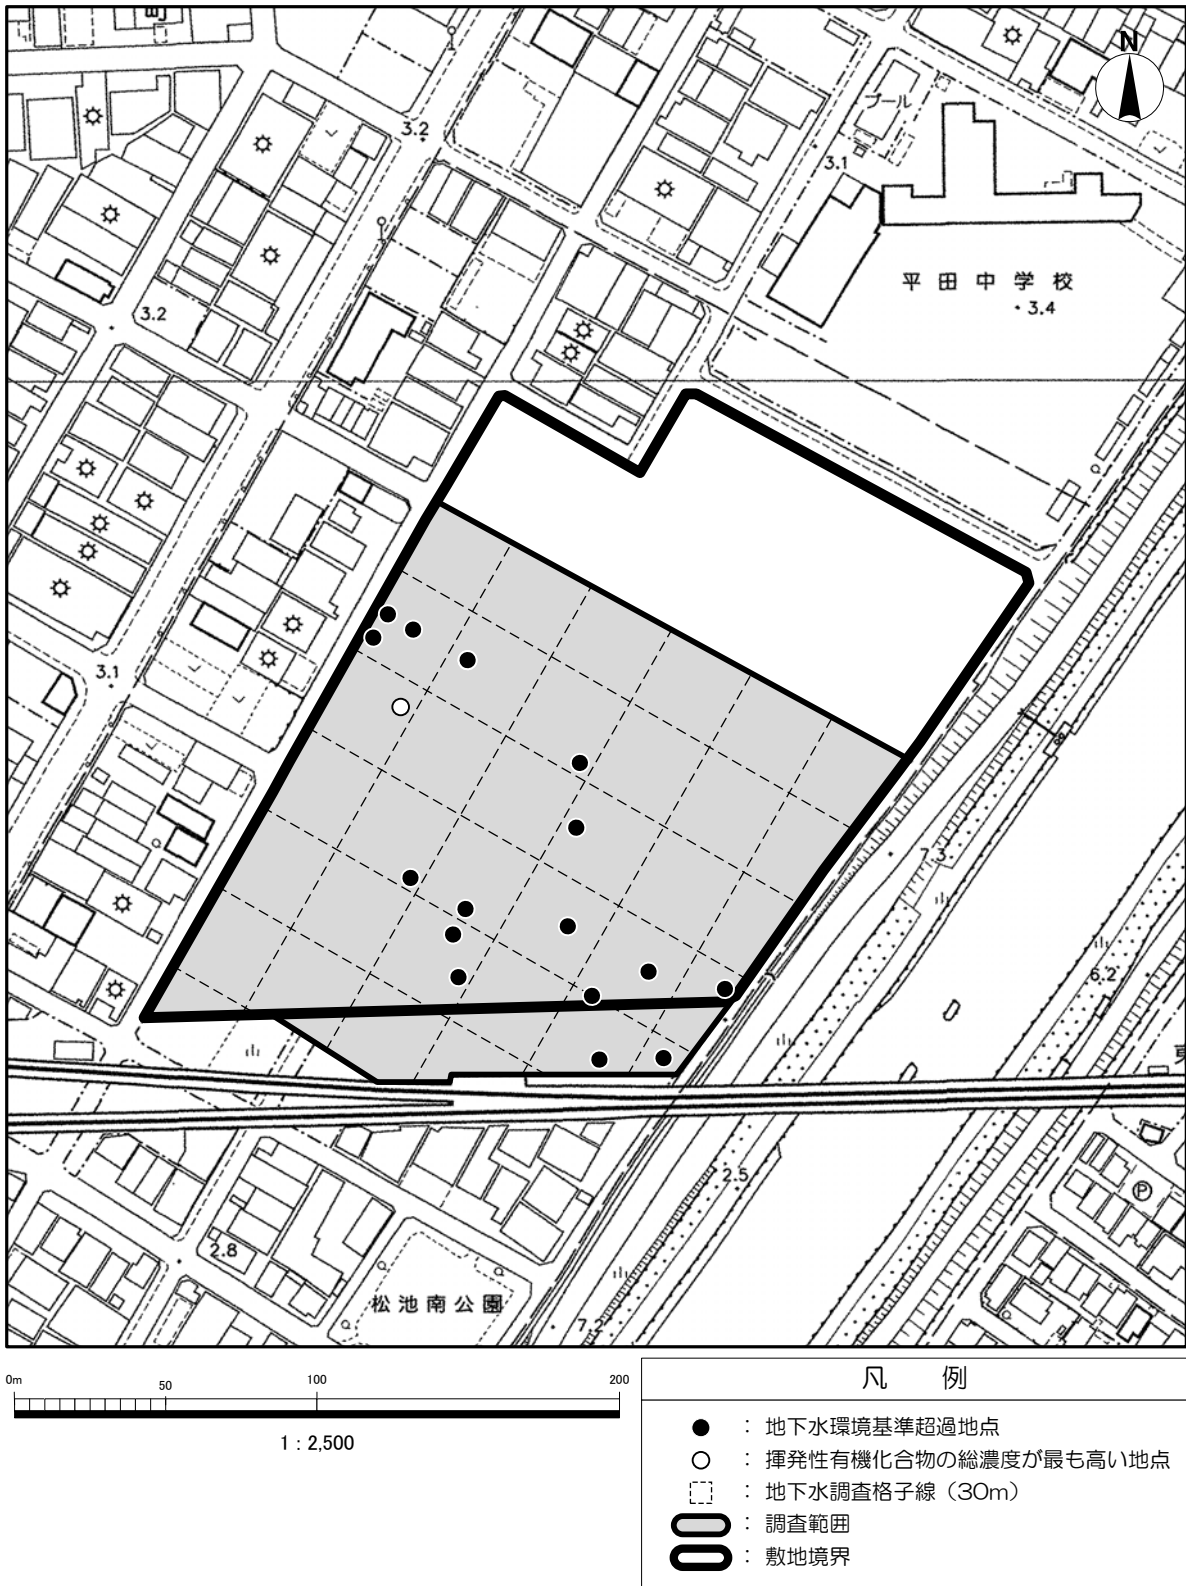 町
N
プール
3.2
3.1
平田中学校
3.4
3.2
3.1
7.3
6.2
2.5
2.8
P
松池南公園
7.2
0m 50 100 200
1 : 2,500
凡 例
● : 地下水環境基準超過地点
○ : 揮発性有機化合物の総濃度が最も高い地点
: 地下水調査格子線（30m）
: 調査範囲
: 敷地境界